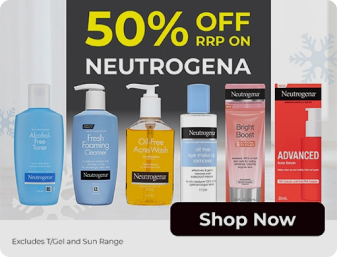 50% OFF
RRP ON
NEUTROGENA
Alcohol-
Free
Toner
Neutrogena
Fresh
Foaming
Cleanser
Neutrogena
Oil-Free
Acne Wash
Neutrogena
Neutrogena
Neutrogena
Bright
Boost
Neutrogena
ADVANCED
Shop Now
Excludes T/Gel and Sun Range